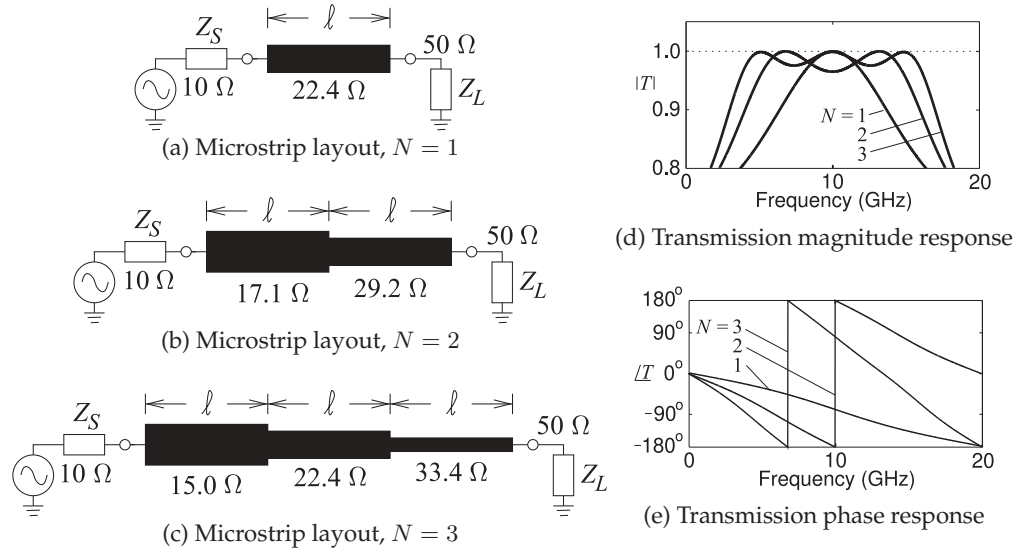 ℓ
Z_S
50 Ω
10 Ω
22.4 Ω
Z_L
(a) Microstrip layout, N = 1
ℓ ℓ
Z_S
50 Ω
10 Ω
17.1 Ω 29.2 Ω
Z_L
(b) Microstrip layout, N = 2
ℓ ℓ ℓ
Z_S
50 Ω
10 Ω
15.0 Ω 22.4 Ω 33.4 Ω
Z_L
(c) Microstrip layout, N = 3
1.0
|T|
0.9
N = 1
2
3
0.8
0 10 20
Frequency (GHz)
(d) Transmission magnitude response
180°
90°
N = 3
2
1
/T 0°
-90°
-180°
0 10 20
Frequency (GHz)
(e) Transmission phase response